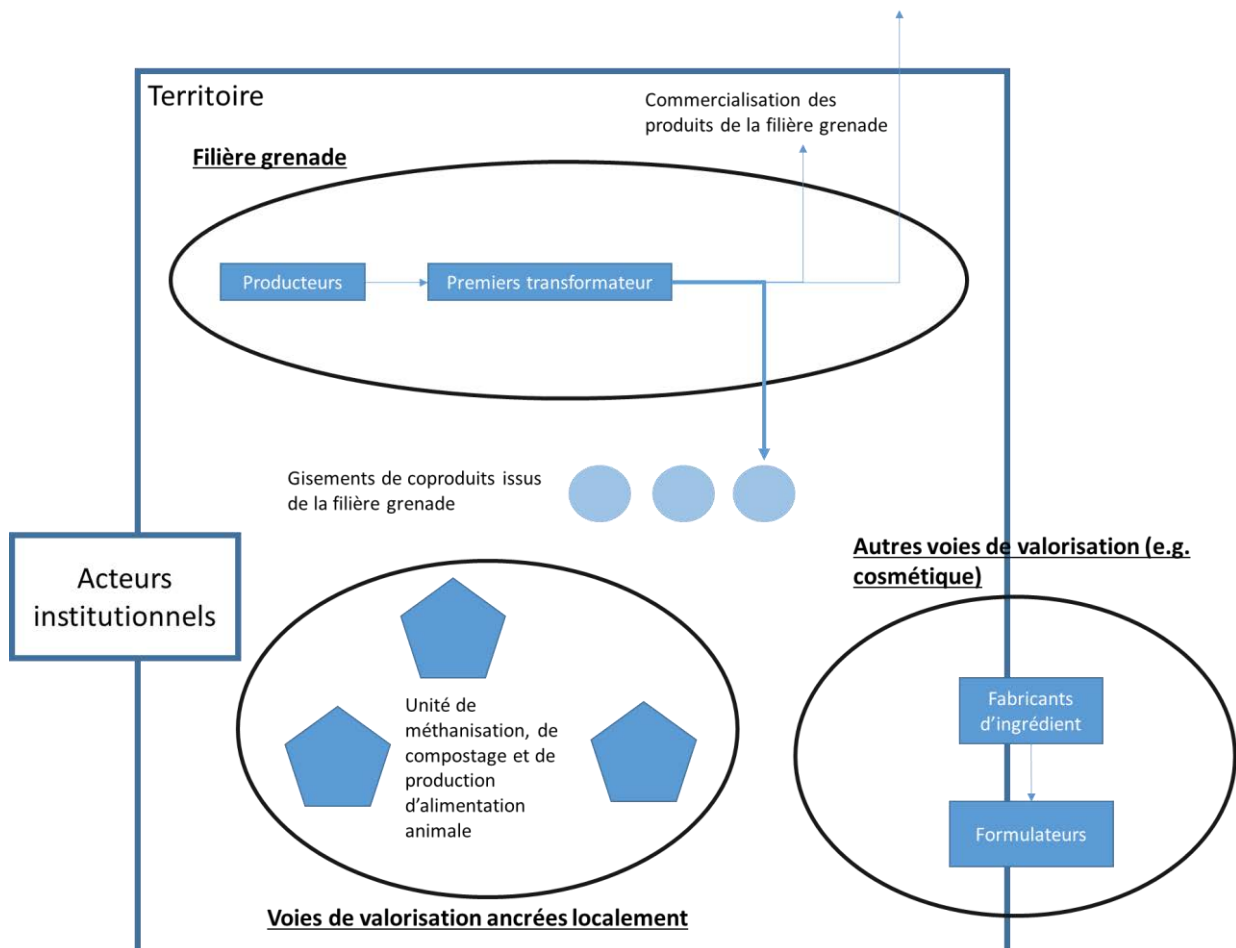 Territoire
Commercialisation des
produits de la filière grenade
Filière grenade
Producteurs
Premiers transformateur
Gisements de coproduits issus
de la filière grenade
Acteurs
institutionnels
Autres voies de valorisation (e.g.
cosmétique)
Unité de
méthanisation, de
compostage et de
production
d’alimentation
animale
Fabricants
d’ingrédient
Formulateurs
Voies de valorisation ancrées localement